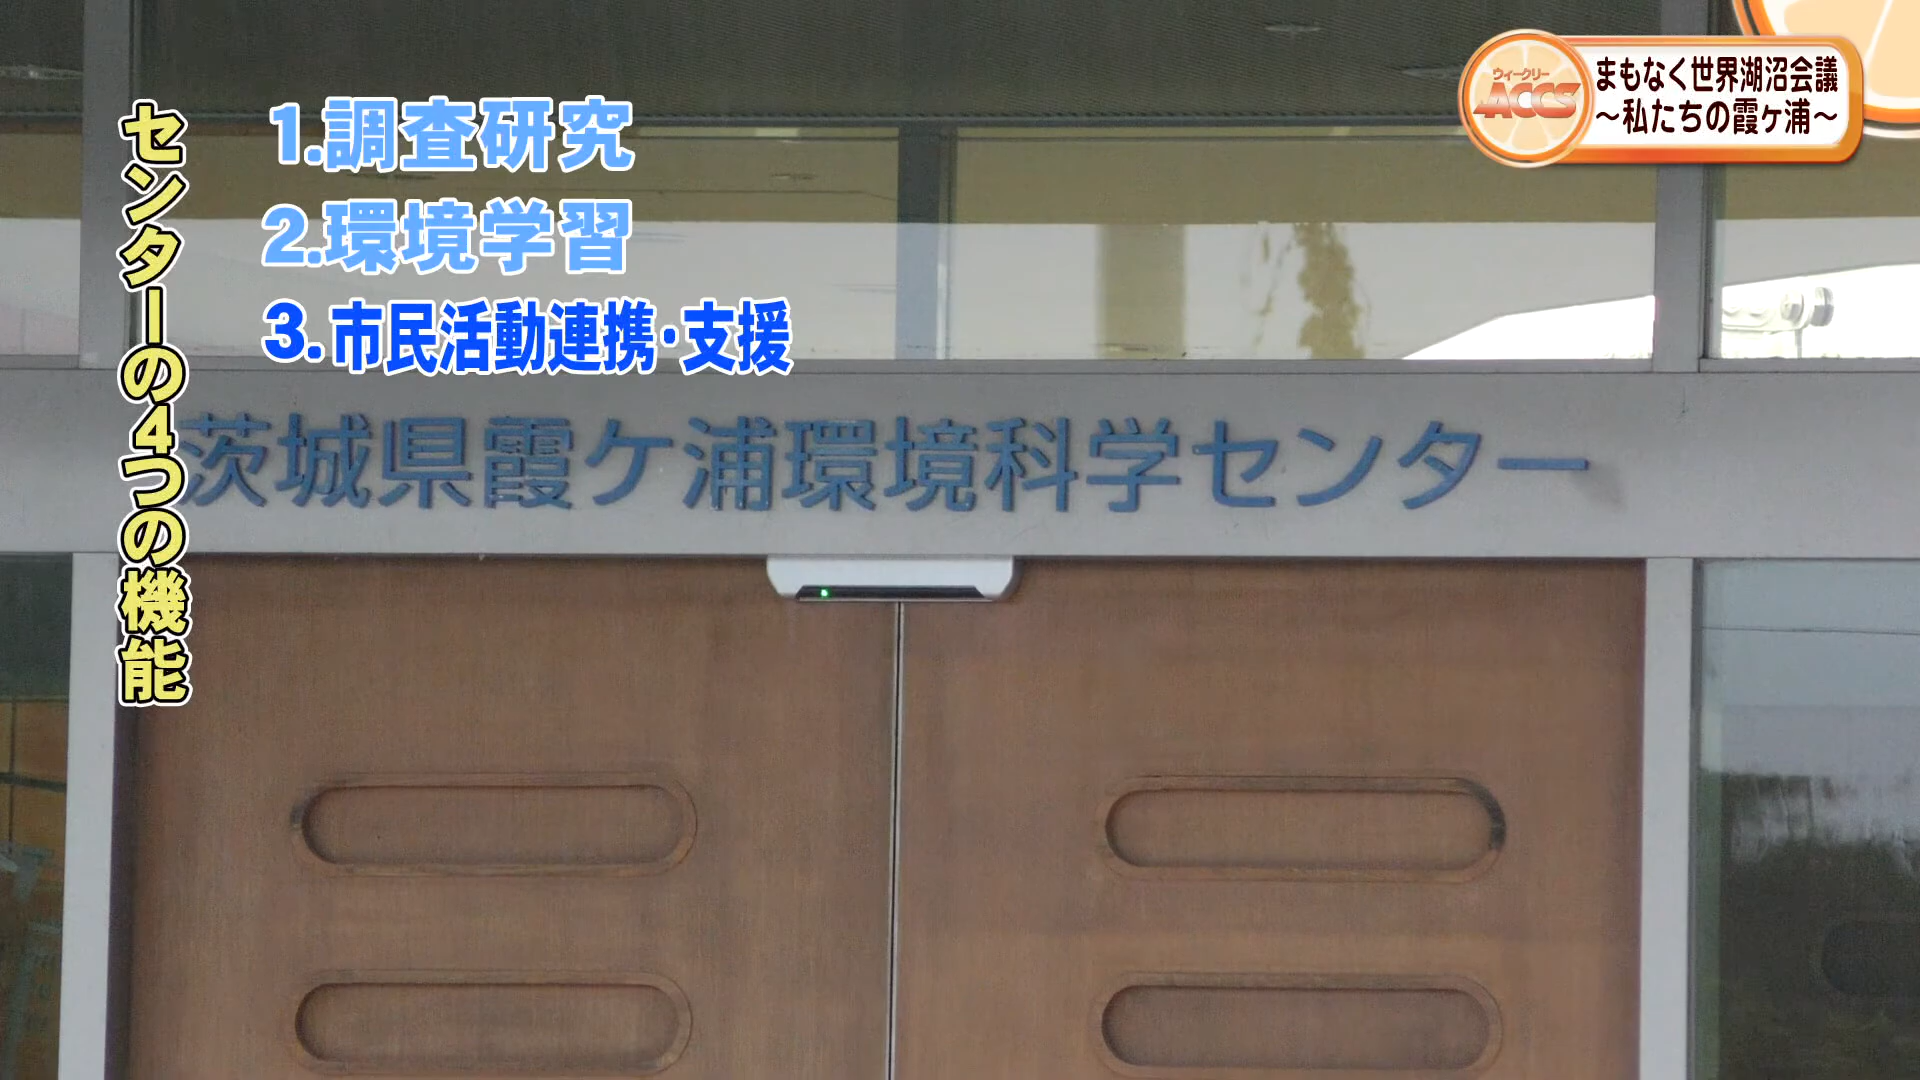 センターの4つの機能
1.調査研究
2.環境学習
3.市民活動連携・支援
ウィークリー
ACCS
まもなく世界湖沼会議
～私たちの霞ヶ浦～
茨城県霞ケ浦環境科学センター